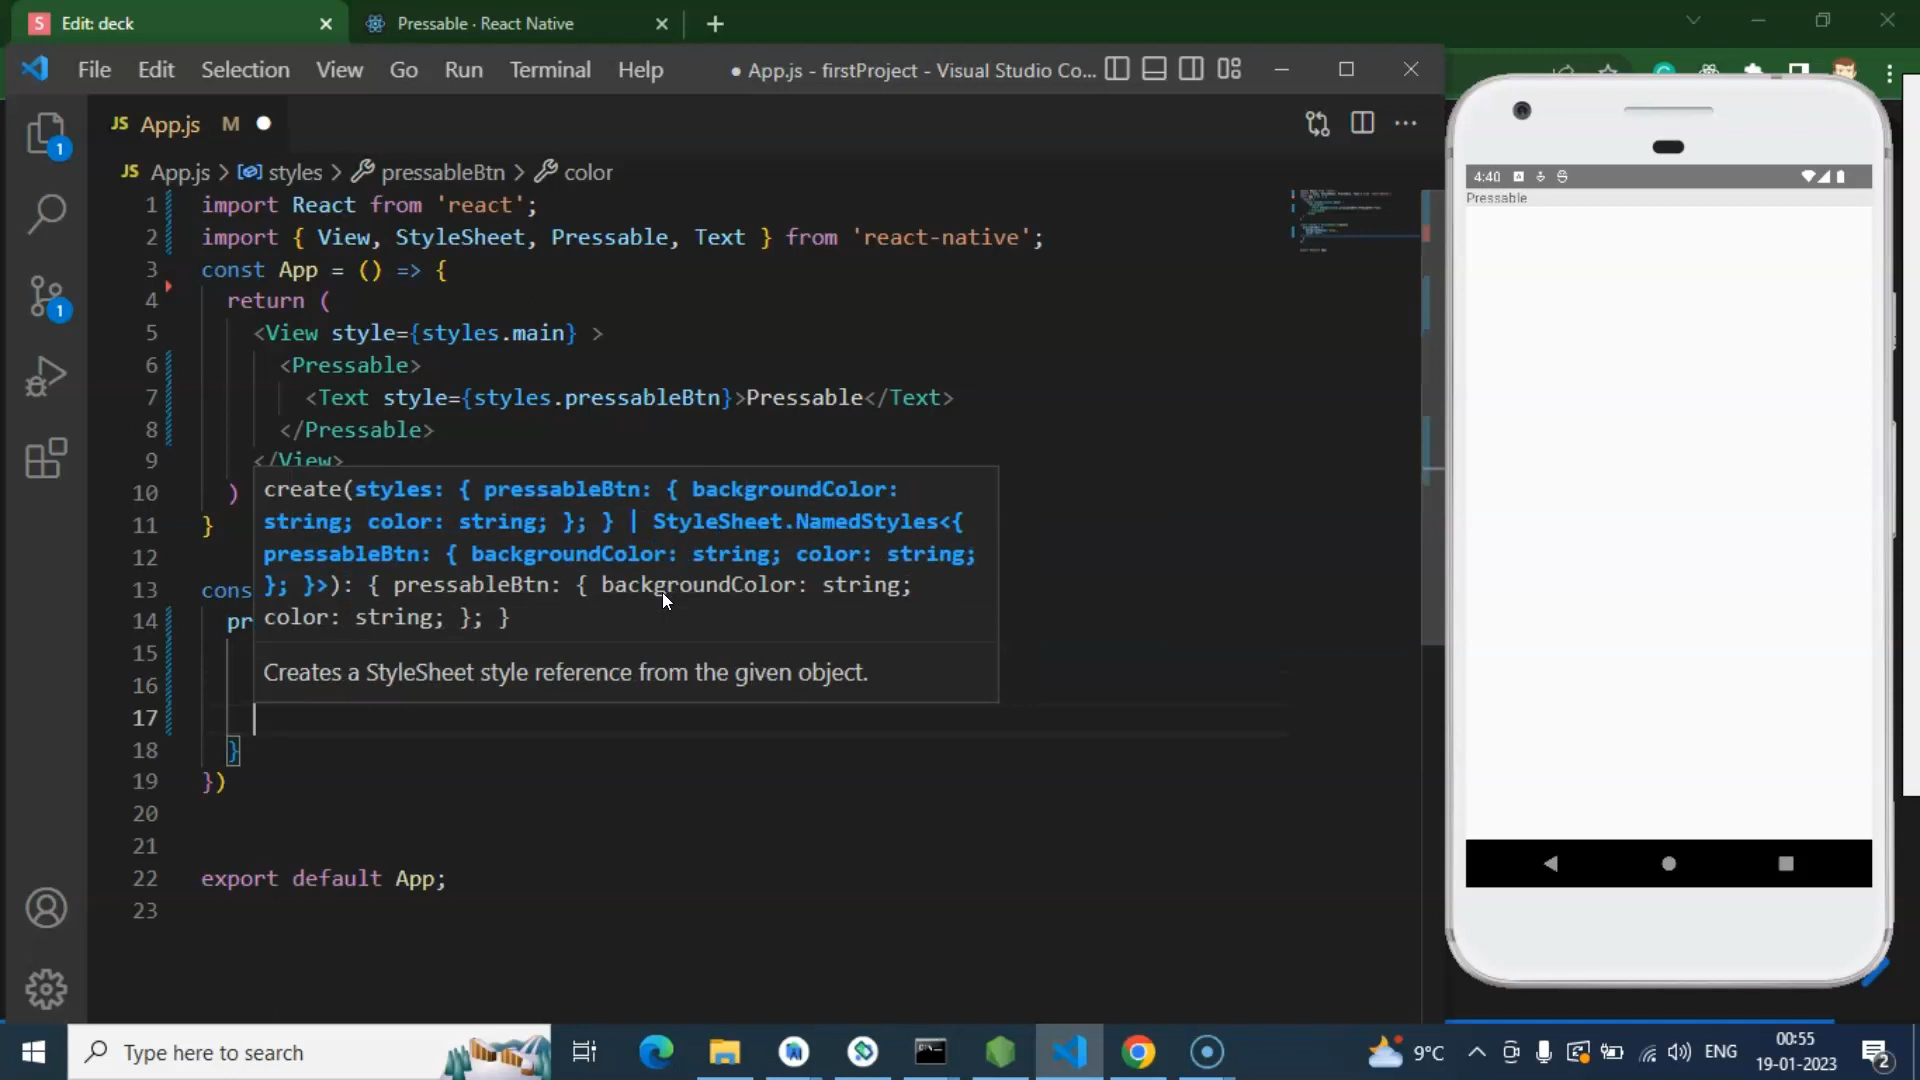 Edit: deck
Pressable · React Native
File Edit Selection View Go Run Terminal Help
● App.js - firstProject - Visual Studio Co...
JS App.js M
JS App.js > styles > pressableBtn > color
1 import React from 'react';
2 import { View, StyleSheet, Pressable, Text } from 'react-native';
3 const App = () => {
4 return (
5 <View style={styles.main} >
6 <Pressable>
7 <Text style={styles.pressableBtn}>Pressable</Text>
8 </Pressable>
9 </View>
10 )
11 }
12
13 cons
14 pr
15
16
17
18 }
19 })
20
21
22 export default App;
23
create(styles: { pressableBtn: { backgroundColor:
string; color: string; }; } | StyleSheet.NamedStyles<{
pressableBtn: { backgroundColor: string; color: string;
}; }>): { pressableBtn: { backgroundColor: string;
color: string; }; }
Creates a StyleSheet style reference from the given object.
1
1
4:40
Pressable
Type here to search
9°C
ENG
00:55
19-01-2023
2